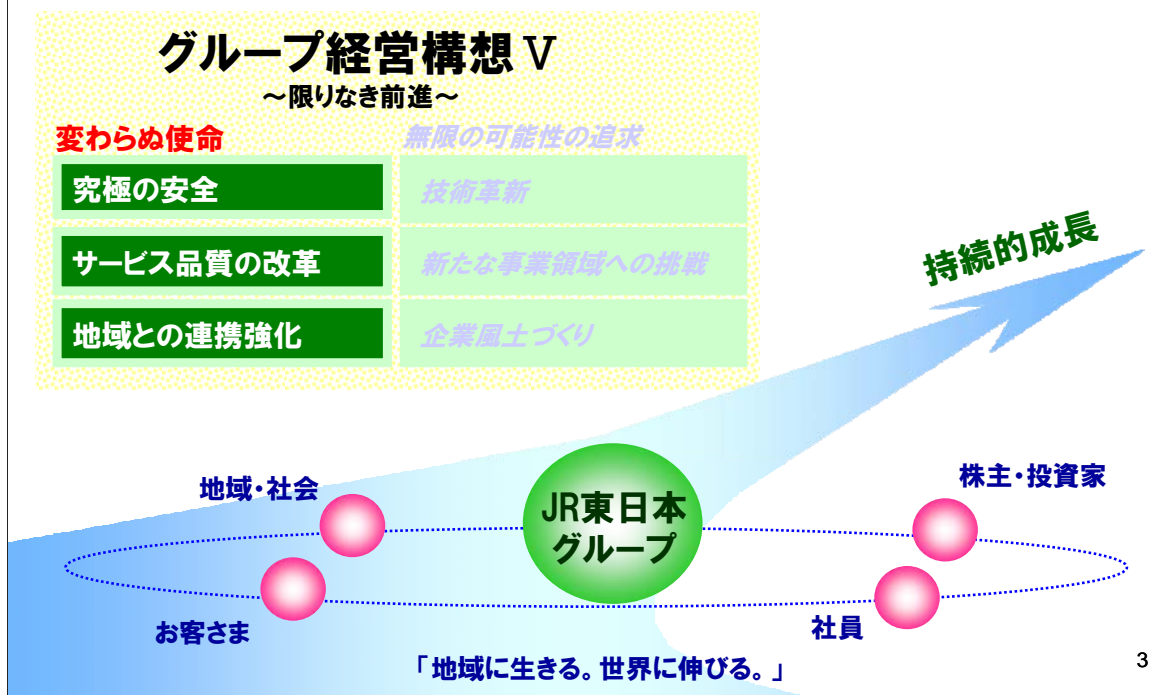 グループ経営構想Ⅴ
～限りなき前進～
変わらぬ使命
無限の可能性の追求
究極の安全
技術革新
サービス品質の改革
新たな事業領域への挑戦
地域との連携強化
企業風土づくり
持続的成長
地域・社会
株主・投資家
JR東日本
グループ
お客さま
社員
「地域に生きる。世界に伸びる。」
3